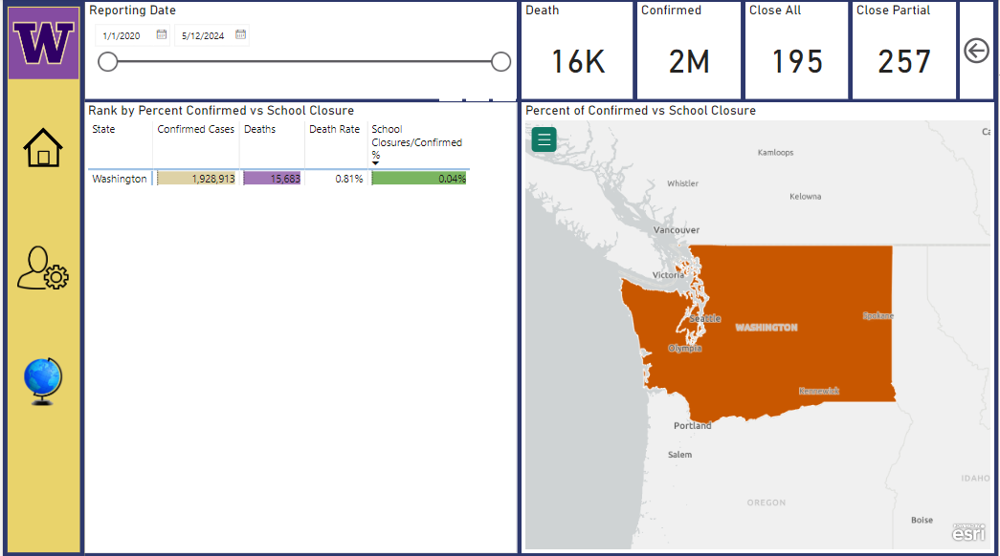 W
Reporting Date
1/1/2020
5/12/2024
Death
16K
Confirmed
2M
Close All
195
Close Partial
257
Rank by Percent Confirmed vs School Closure
State
Confirmed Cases
Deaths
Death Rate
School
Closures/Confirmed
%
Washington
1,928,913
15,683
0.81%
0.04%
Percent of Confirmed vs School Closure
Ca
Kamloops
Whistler
Kelowna
Vancouver
Victoria
Seattle
Spokane
WASHINGTON
Olympia
Kennewick
Portland
Salem
IDAHO
OREGON
Boise
POWERED BY
esri